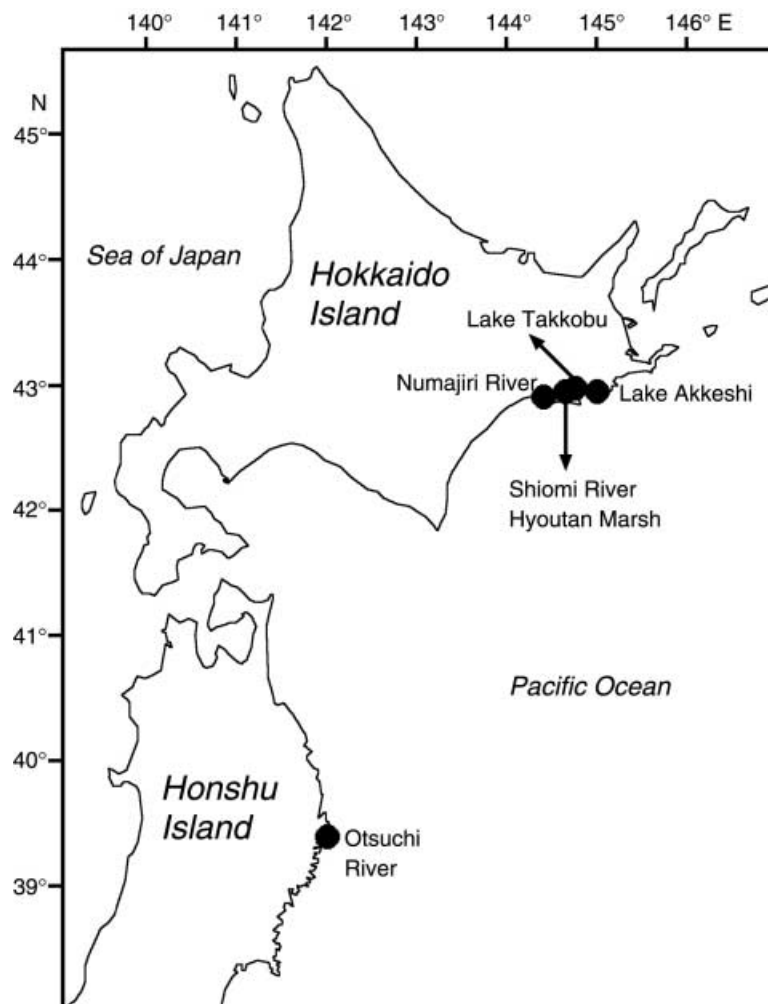 140° 141° 142° 143° 144° 145° 146° E
N
45°
44°
43°
42°
41°
40°
39°
Sea of Japan
Hokkaido
Island
Lake Takkobu
Numajiri River
Lake Akkeshi
Shiomi River
Hyoutan Marsh
Pacific Ocean
Honshu
Island
Otsuchi
River